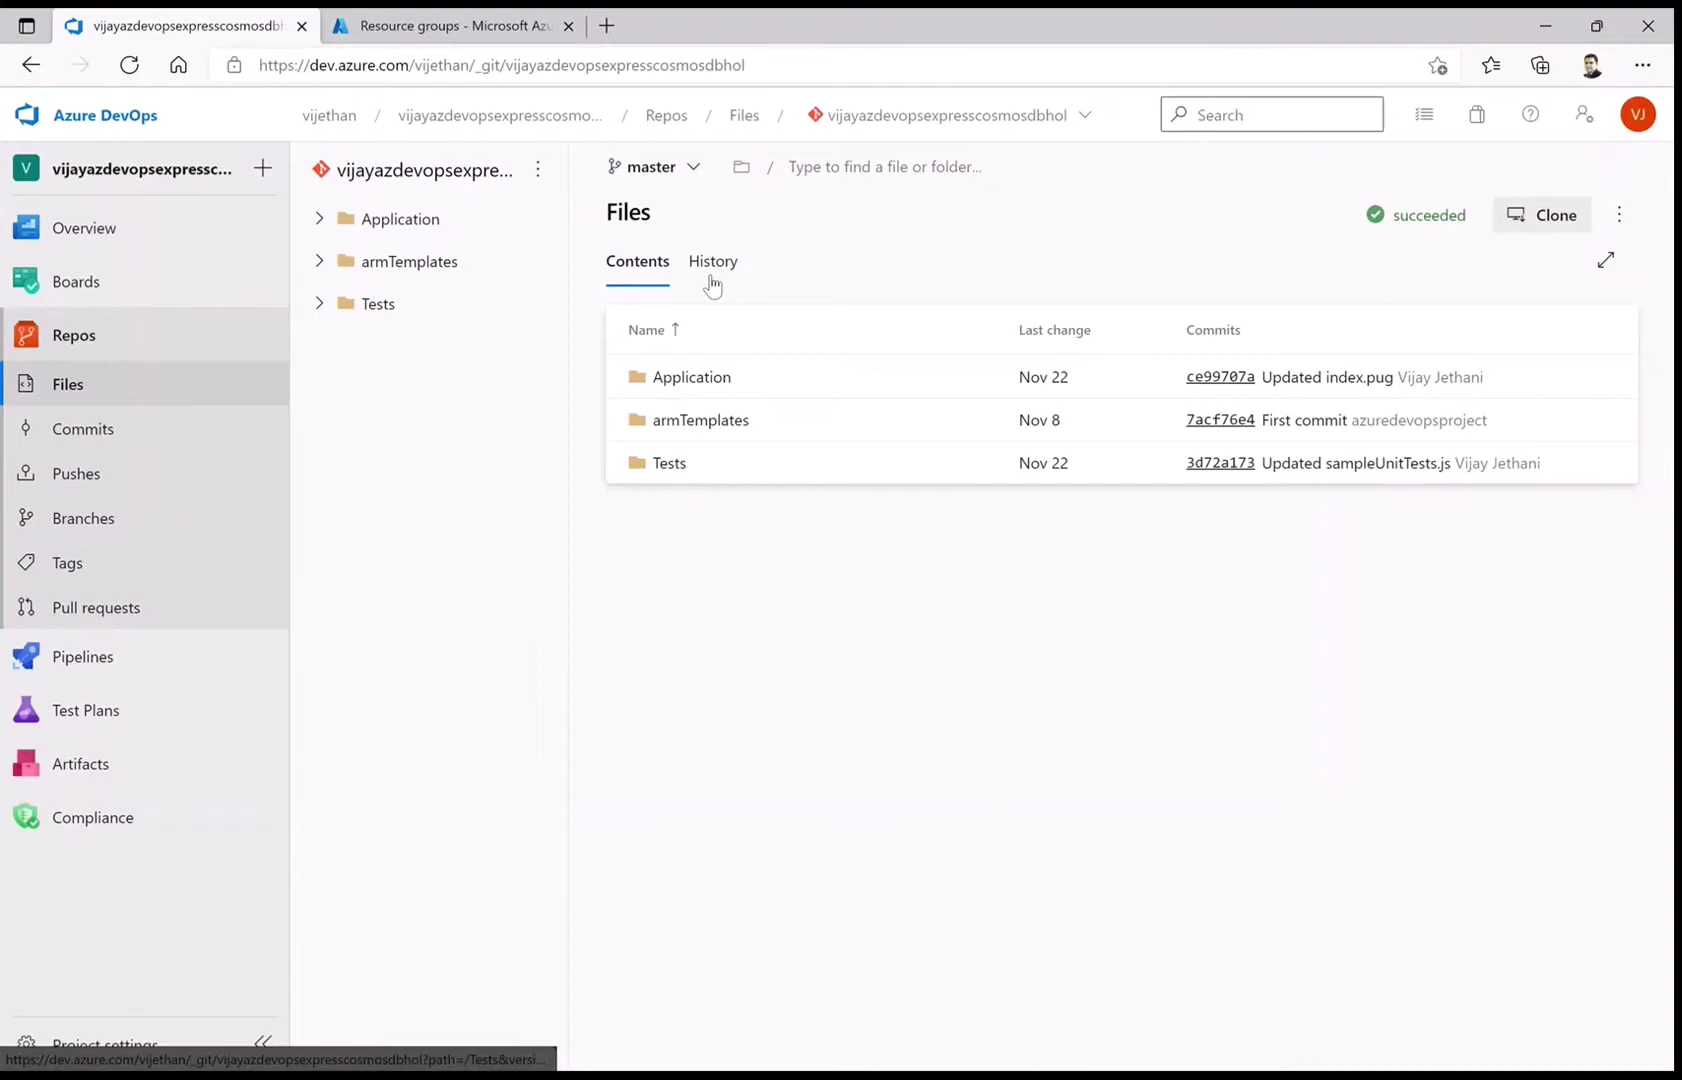 vijayazdevopsexpresscosmosdbh
Resource groups - Microsoft Azu
https://dev.azure.com/vijethan/_git/vijayazdevopsexpresscosmosdbhol
Azure DevOps
vijethan / vijayazdevopsexpresscosmo... / Repos / Files / vijayazdevopsexpresscosmosdbhol
Search
VJ
V vijayazdevopsexpressc...
Overview
Boards
Repos
Files
Commits
Pushes
Branches
Tags
Pull requests
Pipelines
Test Plans
Artifacts
Compliance
Project settings
vijayazdevopsexpre...
Application
armTemplates
Tests
master / Type to find a file or folder...
Files
succeeded
Clone
Contents History
Name ↑ Last change Commits
Application Nov 22 ce99707a Updated index.pug Vijay Jethani
armTemplates Nov 8 7acf76e4 First commit azuredevopsproject
Tests Nov 22 3d72a173 Updated sampleUnitTests.js Vijay Jethani
https://dev.azure.com/vijethan/_git/vijayazdevopsexpresscosmosdbhol?path=/Tests&versi...